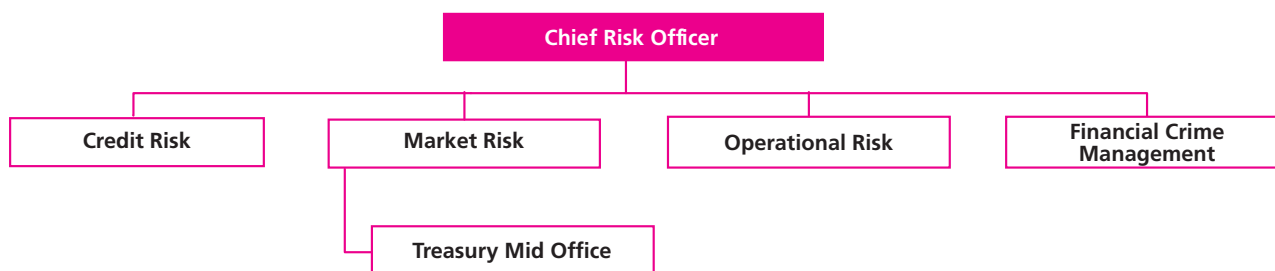 Chief Risk Officer
Credit Risk
Market Risk
Operational Risk
Financial Crime
Management
Treasury Mid Office